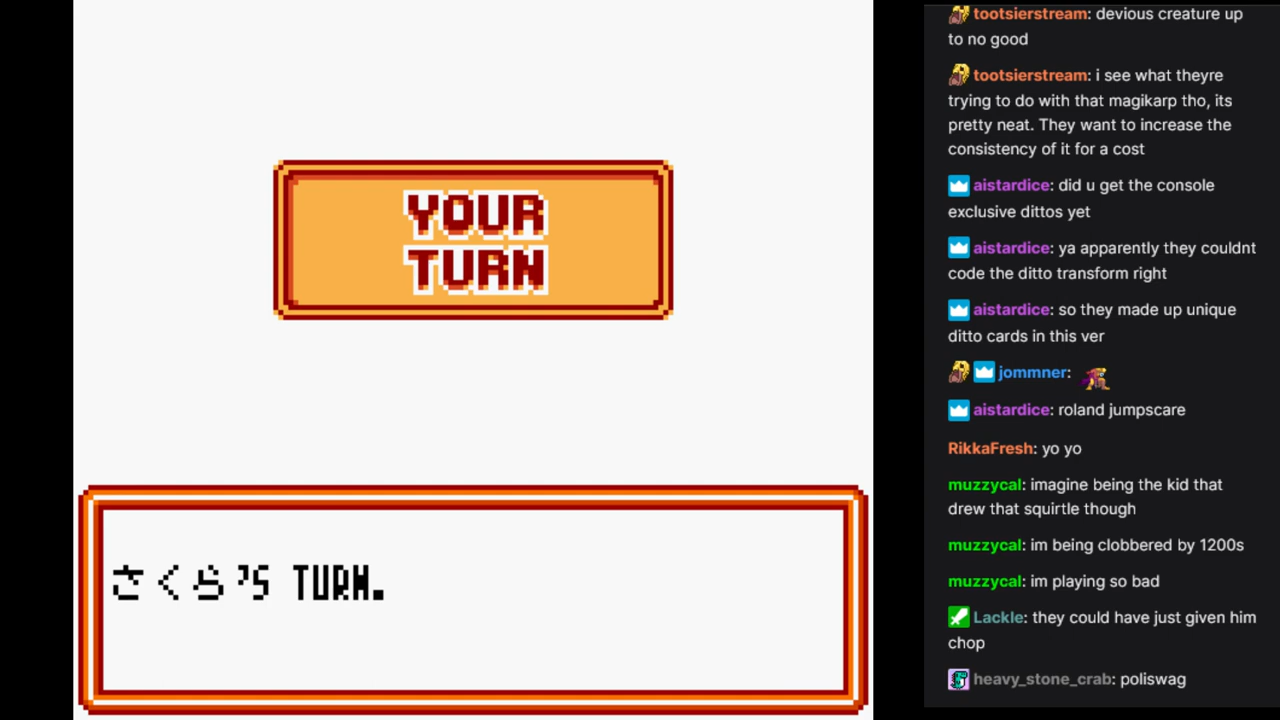 YOUR
TURN
さくら'S TURN.
tootsierstream: devious creature up
to no good
tootsierstream: i see what theyre
trying to do with that magikarp tho, its
pretty neat. They want to increase the
consistency of it for a cost
aistardice: did u get the console
exclusive dittos yet
aistardice: ya apparently they couldnt
code the ditto transform right
aistardice: so they made up unique
ditto cards in this ver
jommner:
aistardice: roland jumpscare
RikkaFresh: yo yo
muzzycal: imagine being the kid that
drew that squirtle though
muzzycal: im being clobbered by 1200s
muzzycal: im playing so bad
Lackle: they could have just given him
chop
heavy_stone_crab: poliswag